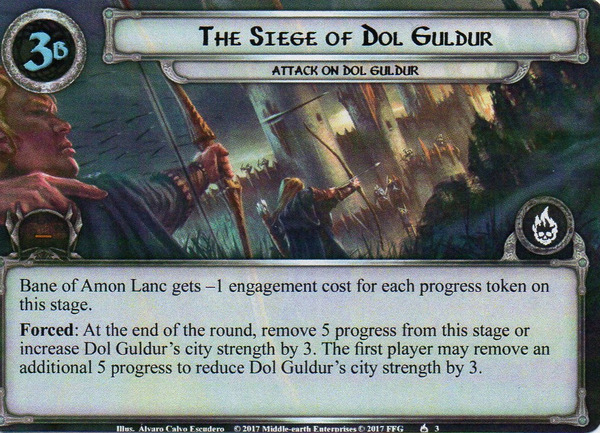 3B
The Siege of Dol Guldur
Attack on Dol Guldur
–
Bane of Amon Lanc gets –1 engagement cost for each progress token on
this stage.
Forced: At the end of the round, remove 5 progress from this stage or
increase Dol Guldur's city strength by 3. The first player may remove an
additional 5 progress to reduce Dol Guldur's city strength by 3.
Illus. Álvaro Calvo Escudero ©2017 Middle-earth Enterprises © 2017 FFG 3